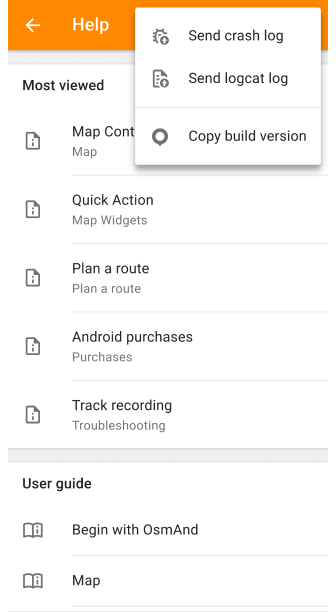 Help
Send crash log
Send logcat log
Copy build version
Most viewed
Map Cont
Map
Quick Action
Map Widgets
Plan a route
Plan a route
Android purchases
Purchases
Track recording
Troubleshooting
User guide
Begin with OsmAnd
Map